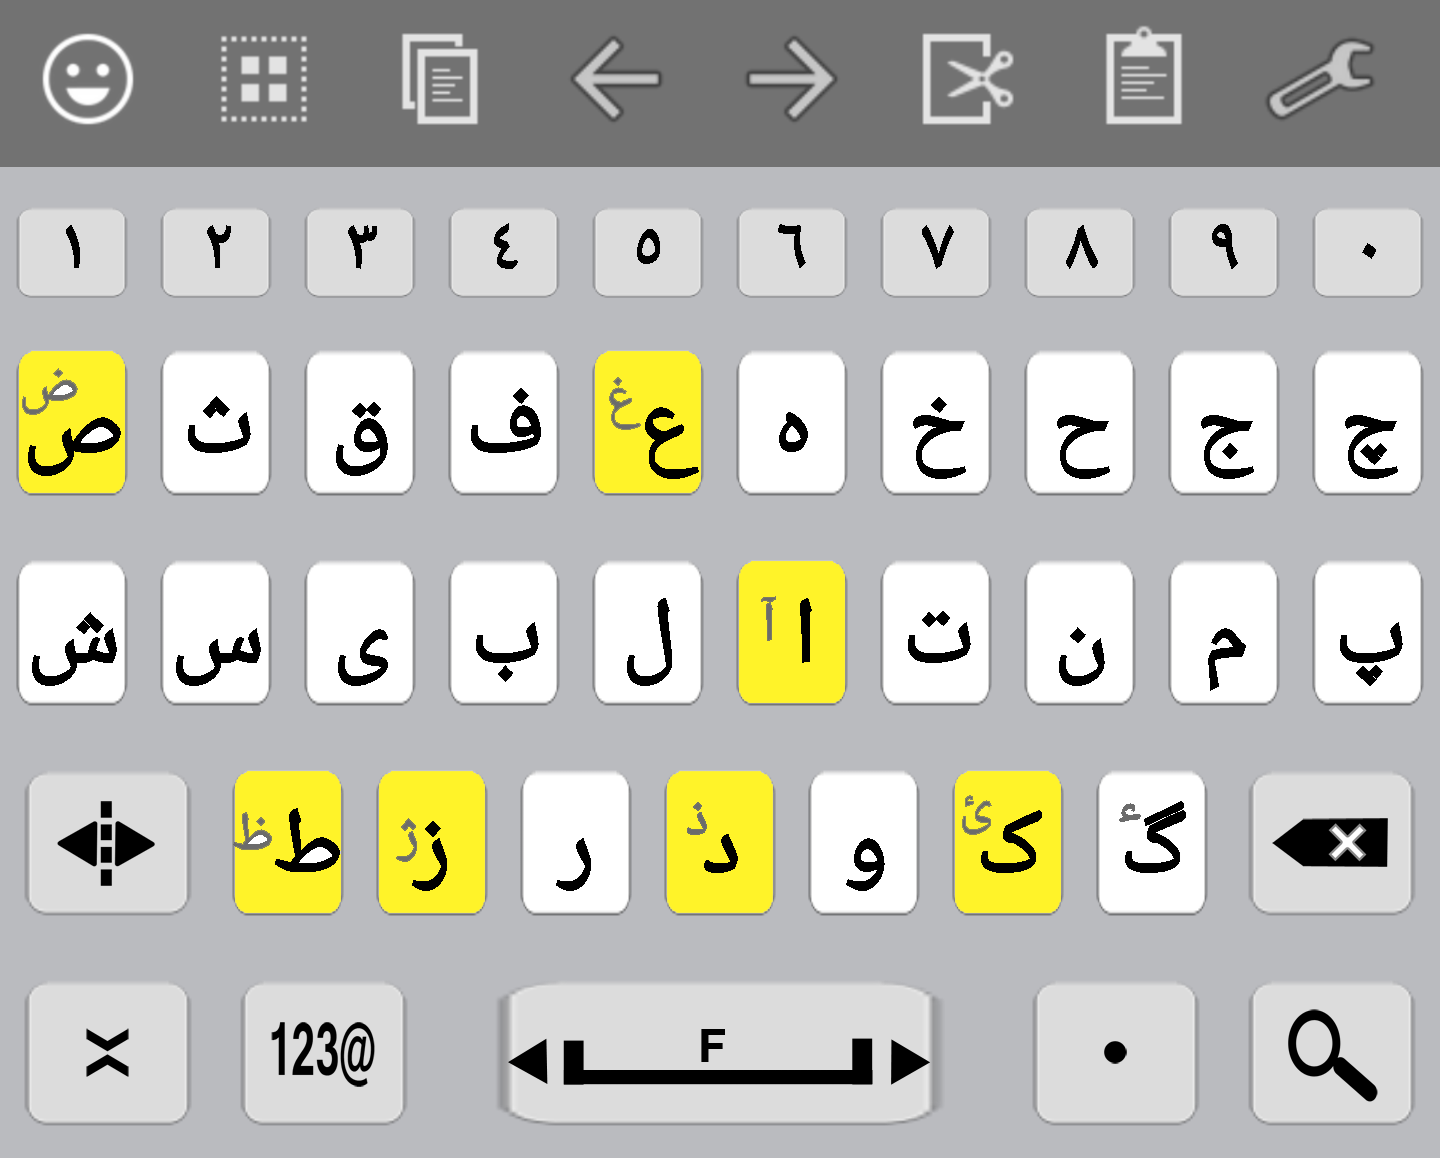 ١ ٢ ٣ ٤ ٥ ٦ ٧ ٨ ٩ ٠
ض ص ث ق ف غ ع ه خ ح ج چ
ش س ی ب ل آ ا ت ن م پ
ظ ط ژ ز ر ذ د و ئ ک ء گ
123@ F .